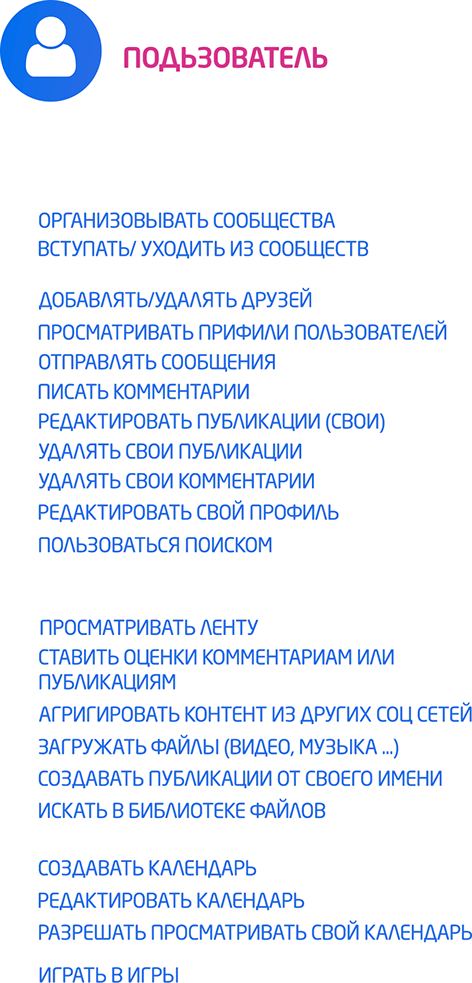 ПОДЬЗОВАТЕЛЬ
ОРГАНИЗОВЫВАТЬ СООБЩЕСТВА
ВСТУПАТЬ/ УХОДИТЬ ИЗ СООБЩЕСТВ
ДОБАВЛЯТЬ/УДАЛЯТЬ ДРУЗЕЙ
ПРОСМАТРИВАТЬ ПРИФИЛИ ПОЛЬЗОВАТЕЛЕЙ
ОТПРАВЛЯТЬ СООБЩЕНИЯ
ПИСАТЬ КОММЕНТАРИИ
РЕДАКТИРОВАТЬ ПУБЛИКАЦИИ (СВОИ)
УДАЛЯТЬ СВОИ ПУБЛИКАЦИИ
УДАЛЯТЬ СВОИ КОММЕНТАРИИ
РЕДАКТИРОВАТЬ СВОЙ ПРОФИЛЬ
ПОЛЬЗОВАТЬСЯ ПОИСКОМ
ПРОСМАТРИВАТЬ ЛЕНТУ
СТАВИТЬ ОЦЕНКИ КОММЕНТАРИАМ ИЛИ
ПУБЛИКАЦИЯМ
АГРИГИРОВАТЬ КОНТЕНТ ИЗ ДРУГИХ СОЦ СЕТЕЙ
ЗАГРУЖАТЬ ФАЙЛЫ (ВИДЕО, МУЗЫКА ...)
СОЗДАВАТЬ ПУБЛИКАЦИИ ОТ СВОЕГО ИМЕНИ
ИСКАТЬ В БИБЛИОТЕКЕ ФАЙЛОВ
СОЗДАВАТЬ КАЛЕНДАРЬ
РЕДАКТИРОВАТЬ КАЛЕНДАРЬ
РАЗРЕШАТЬ ПРОСМАТРИВАТЬ СВОЙ КАЛЕНДАРЬ
ИГРАТЬ В ИГРЫ